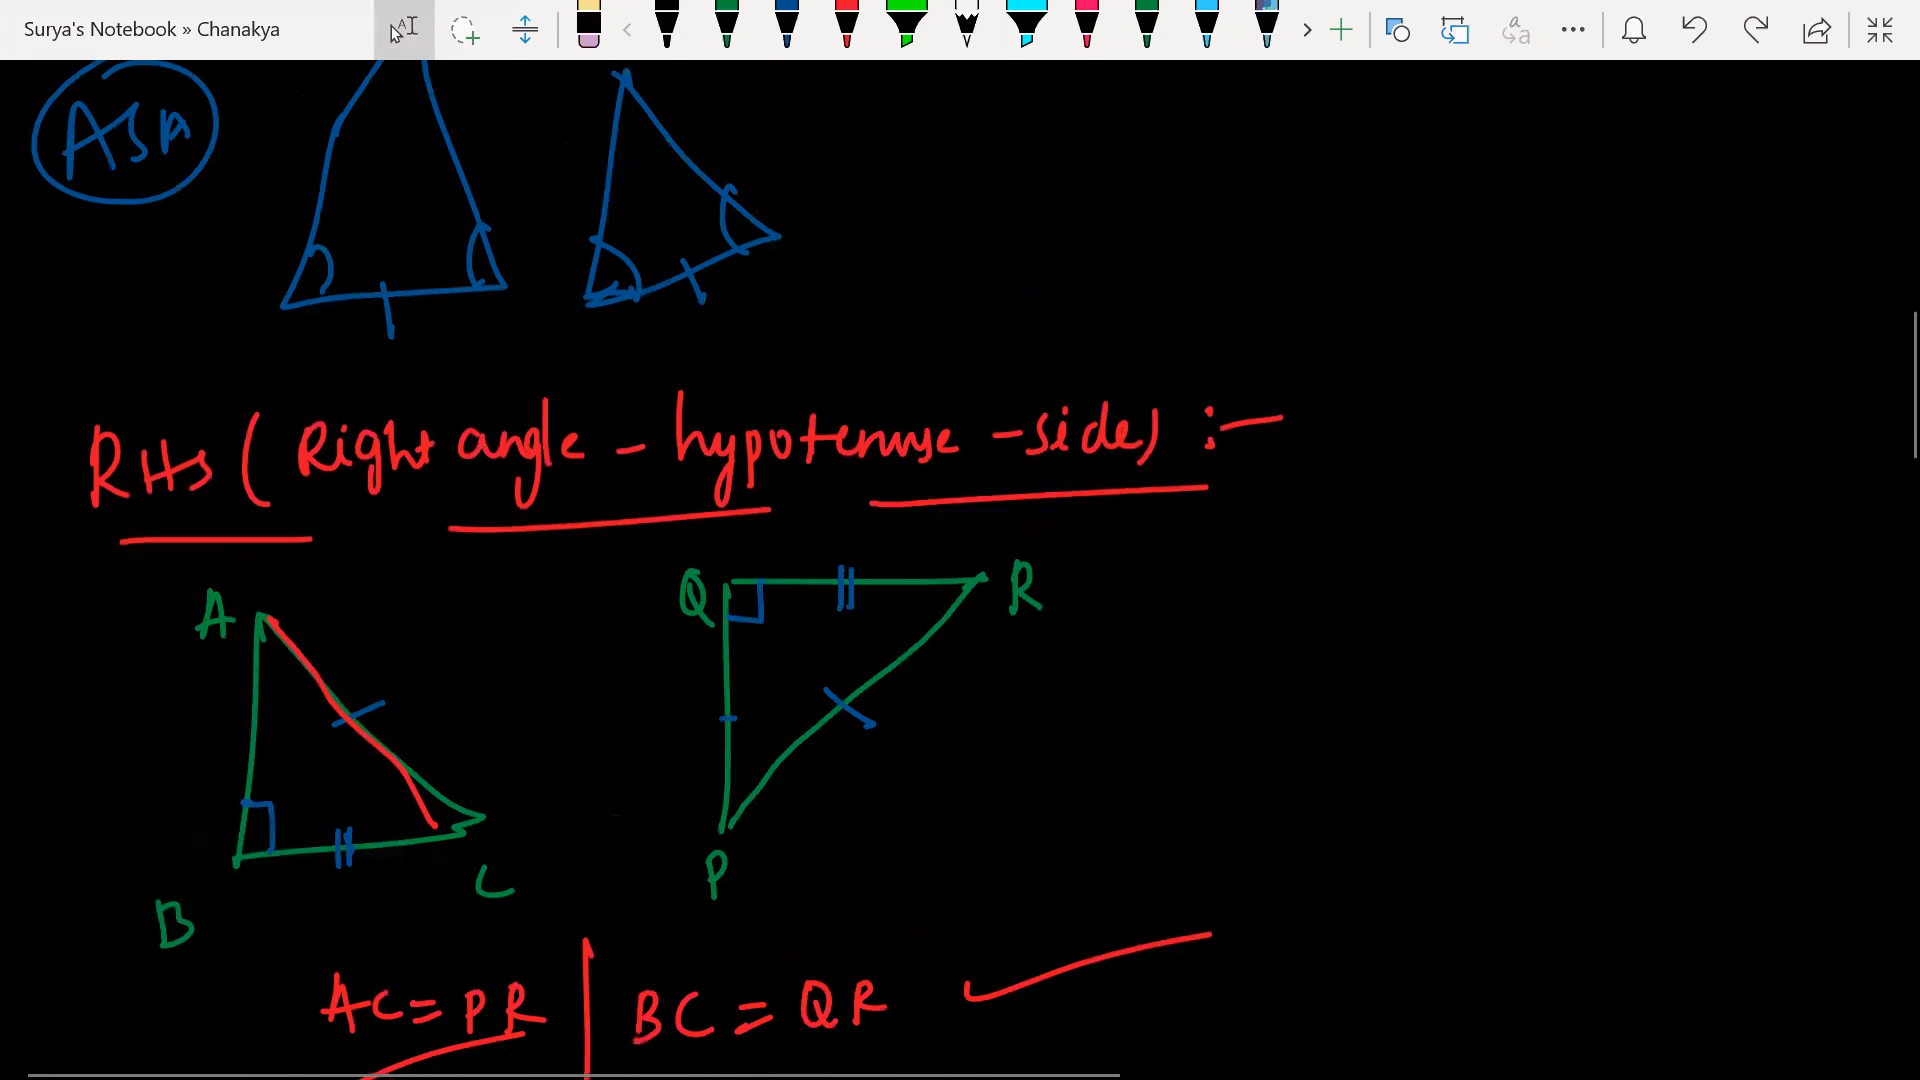 Surya's Notebook » Chanakya
ASA
RHS (Right angle - hypotenuse - side) :-
A
Q
R
B
C
P
AC = PR | BC = QR